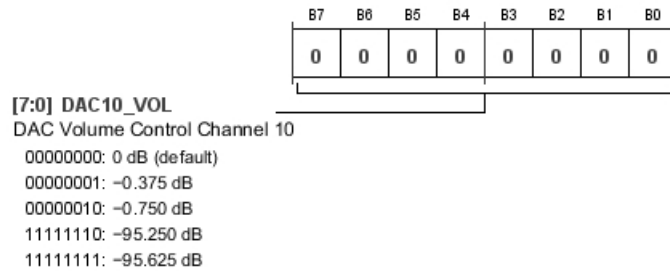 B7 B6 B5 B4 B3 B2 B1 B0
0 0 0 0 0 0 0 0
[7:0] DAC10_VOL
DAC Volume Control Channel 10
00000000: 0 dB (default)
00000001: −0.375 dB
00000010: −0.750 dB
11111110: −95.250 dB
11111111: −95.625 dB